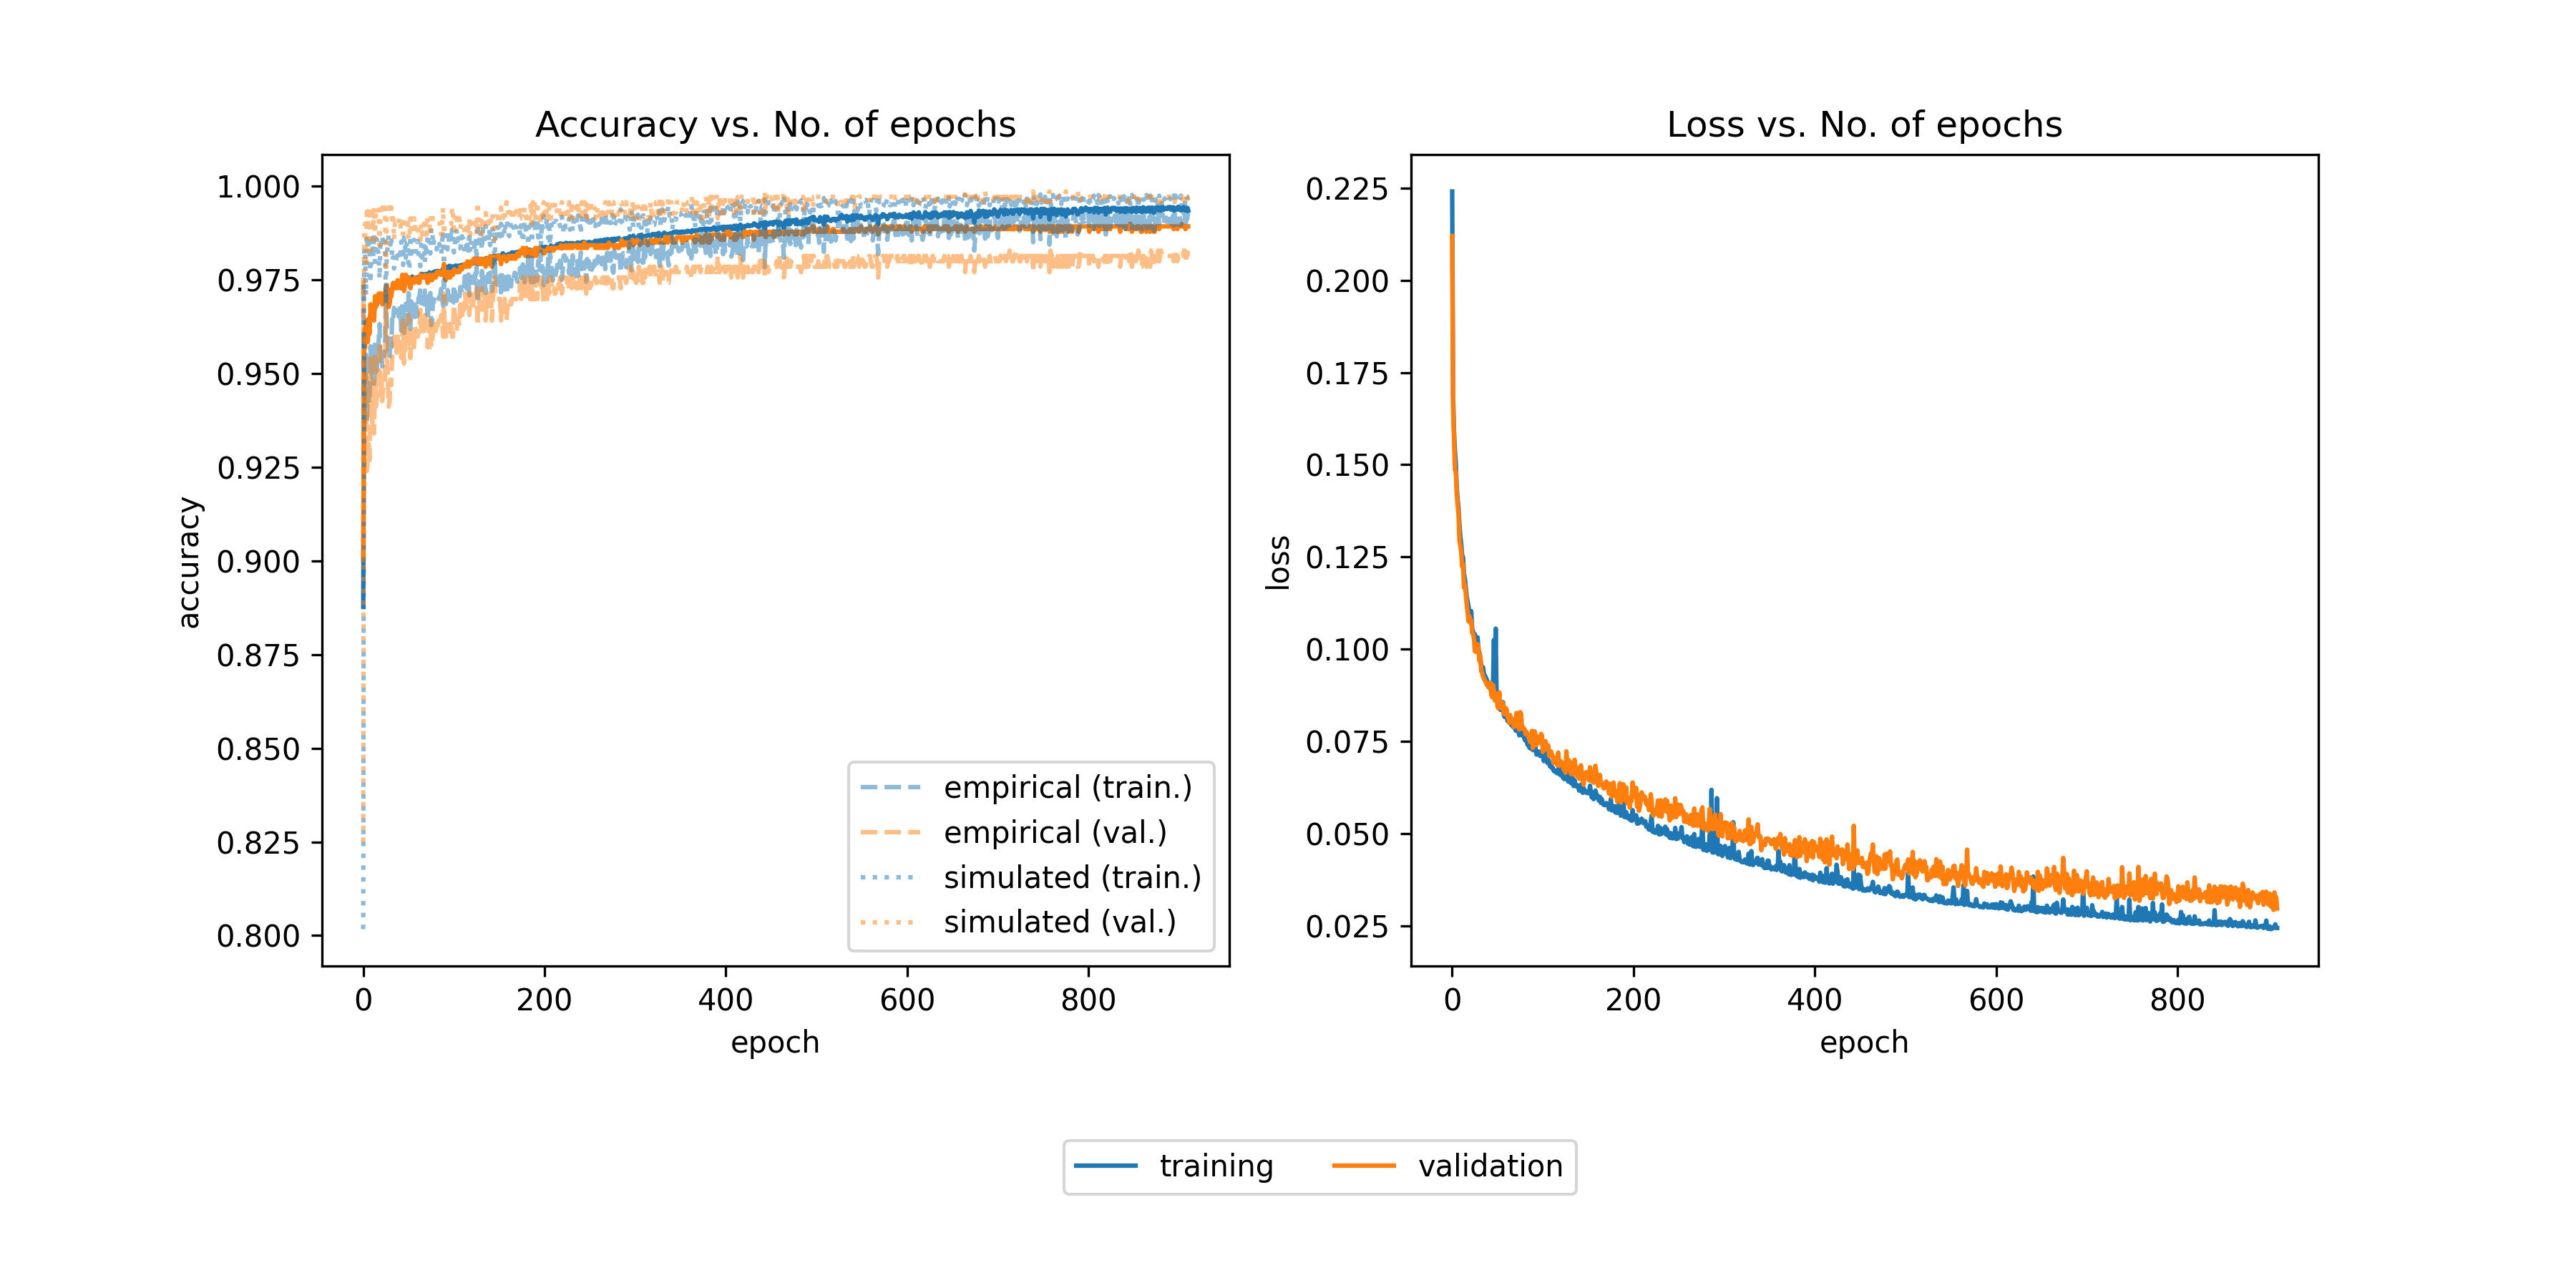 Accuracy vs. No. of epochs
1.000
0.975
0.950
0.925
0.900
0.875
0.850
0.825
0.800
accuracy
0
200
400
600
800
epoch
empirical (train.)
empirical (val.)
simulated (train.)
simulated (val.)
Loss vs. No. of epochs
0.225
0.200
0.175
0.150
0.125
0.100
0.075
0.050
0.025
loss
0
200
400
600
800
epoch
training
validation